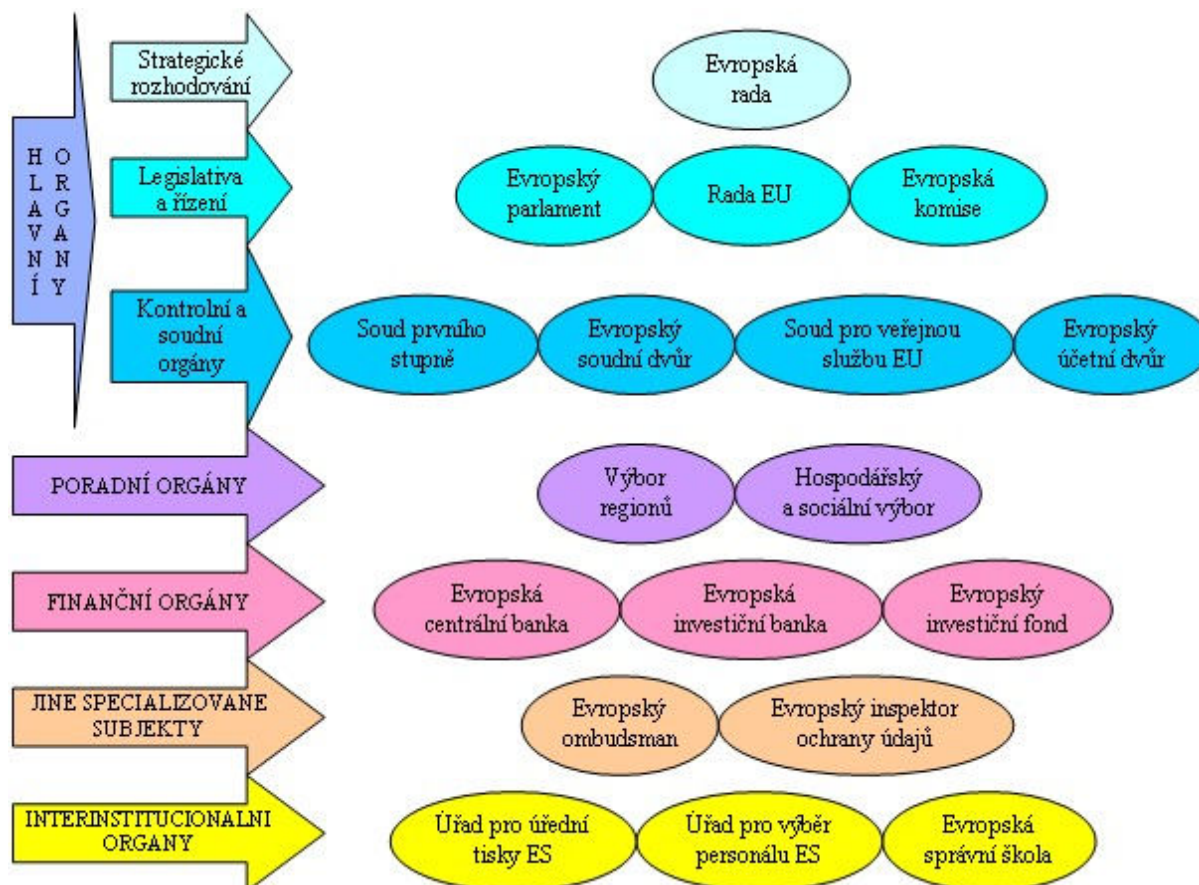 HLAVNÍ
ORGANY
Strategické
rozhodování
Evropská
rada
Legislativa
a řízení
Evropský
parlament
Rada EU
Evropská
komise
Kontrolní a
soudní
orgány
Soud prvního
stupně
Evropský
soudní dvůr
Soud pro veřejnou
službu EU
Evropský
účetní dvůr
PORADNÍ ORGÁNY
Výbor
regionů
Hospodářský
a sociální výbor
FINANČNÍ ORGÁNY
Evropská
centrální banka
Evropská
investiční banka
Evropský
investiční fond
JINE SPECIALIZOVANE
SUBJEKTY
Evropský
ombudsman
Evropský inspektor
ochrany údajů
INTERINSTITUCIONALNI
ORGANY
Úřad pro úřední
tisky ES
Úřad pro výběr
personálu ES
Evropská
správní škola